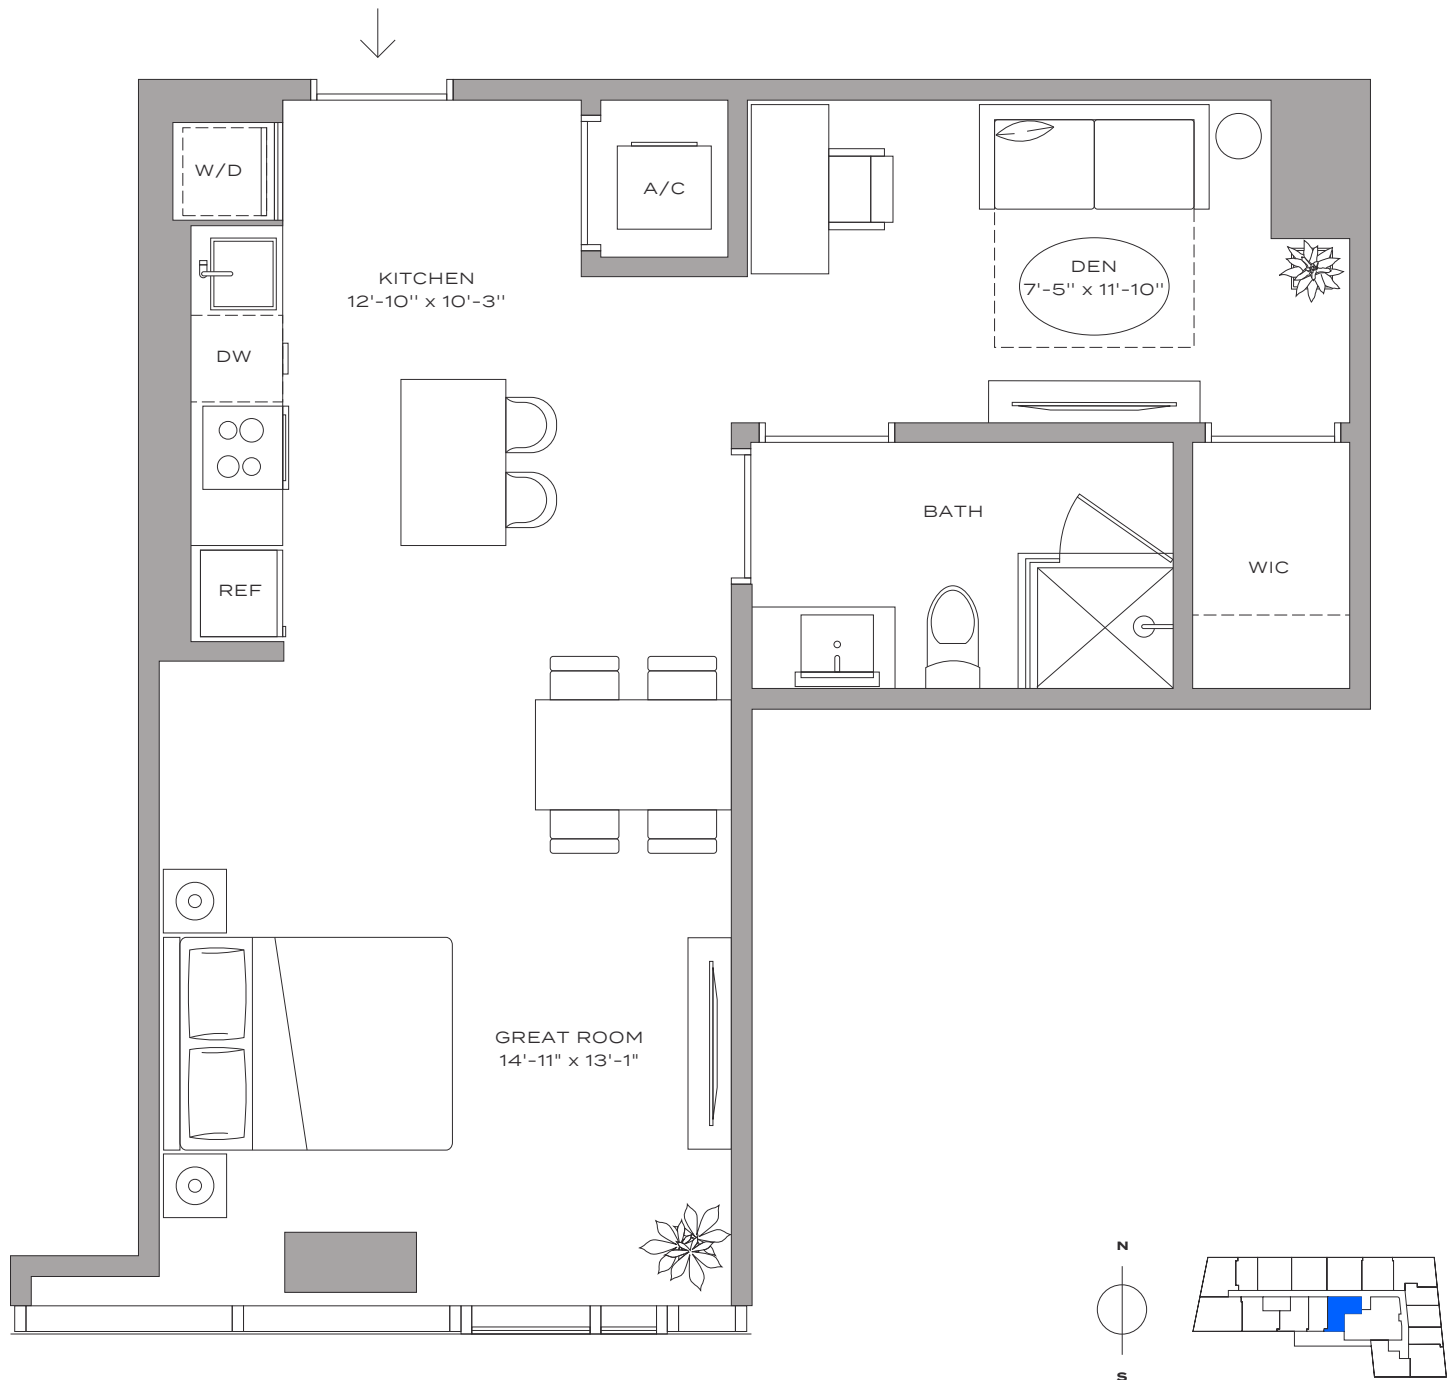 W/D
A/C
KITCHEN
12'-10" x 10'-3"
DEN
7'-5" x 11'-10"
DW
BATH
REF
WIC
GREAT ROOM
14'-11" x 13'-1"
N
S